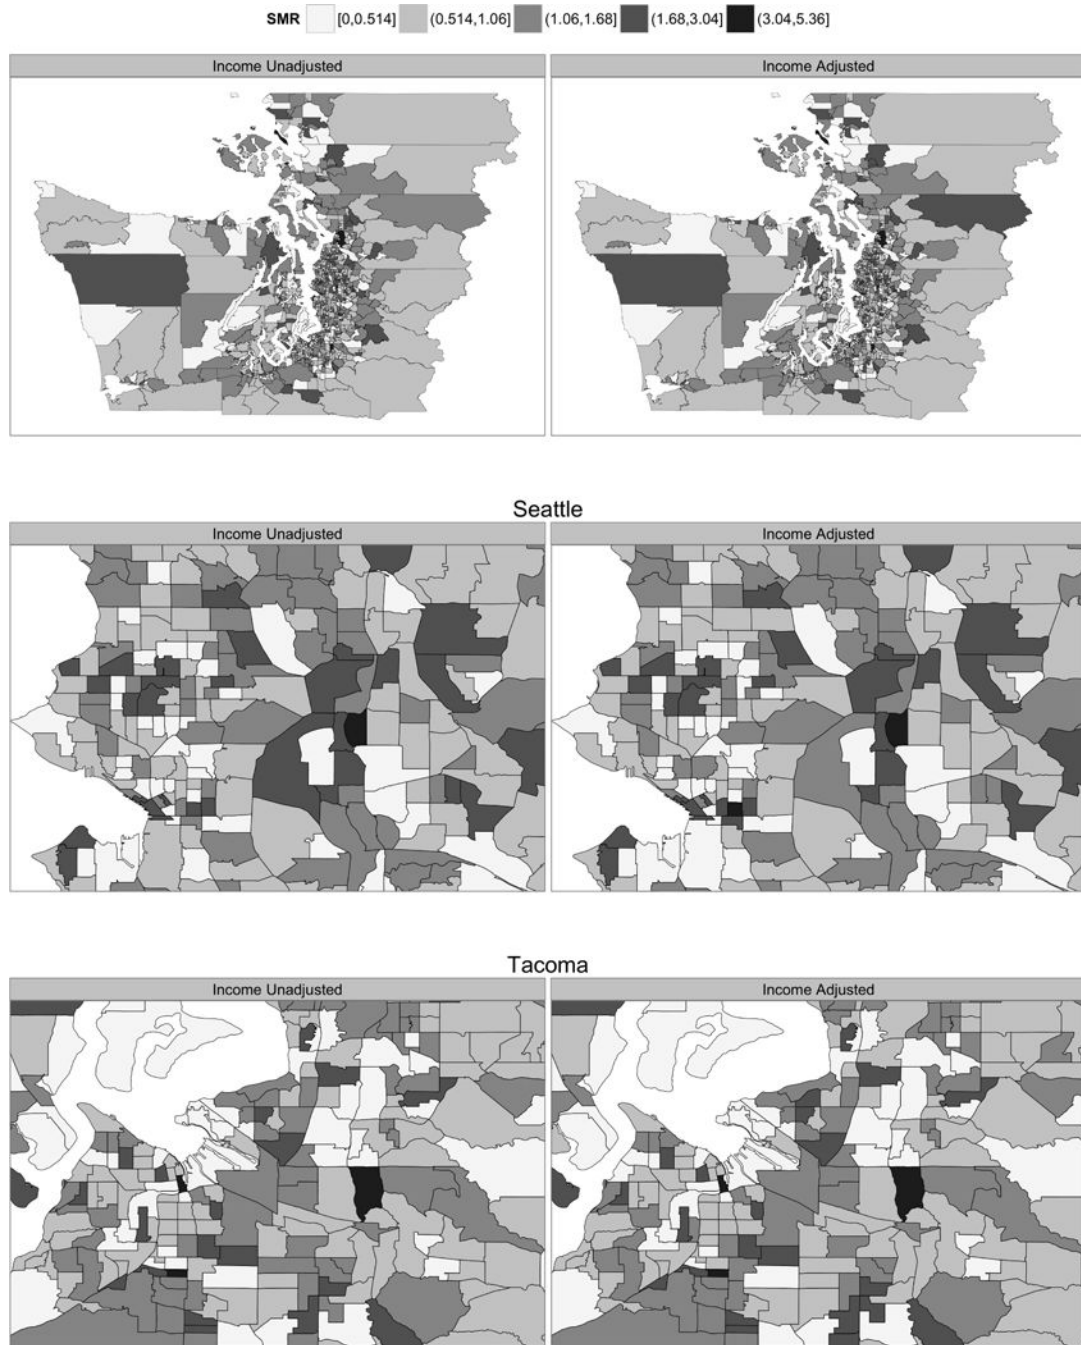 SMR [0,0.514] (0.514,1.06] (1.06,1.68] (1.68,3.04] (3.04,5.36]
Income Unadjusted Income Adjusted
Seattle
Income Unadjusted Income Adjusted
Tacoma
Income Unadjusted Income Adjusted